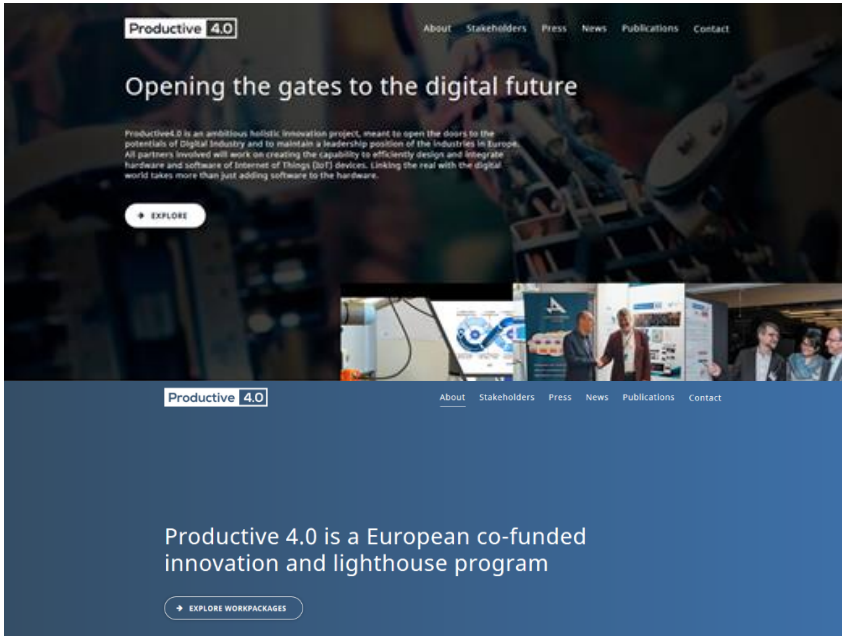 Productive 4.0
About Stakeholders Press News Publications Contact
Opening the gates to the digital future
Productive4.0 is an ambitious holistic innovation project, meant to open the doors to the
potentials of Digital Industry and to maintain a leadership position of the industries in Europe.
All partners involved will work on creating the capability to efficiently design and integrate
hardware and software of Internet of Things (IoT) devices. Linking the real with the digital
world takes more than just adding software to the hardware.
EXPLORE
Productive 4.0
About Stakeholders Press News Publications Contact
Productive 4.0 is a European co-funded
innovation and lighthouse program
EXPLORE WORKPACKAGES